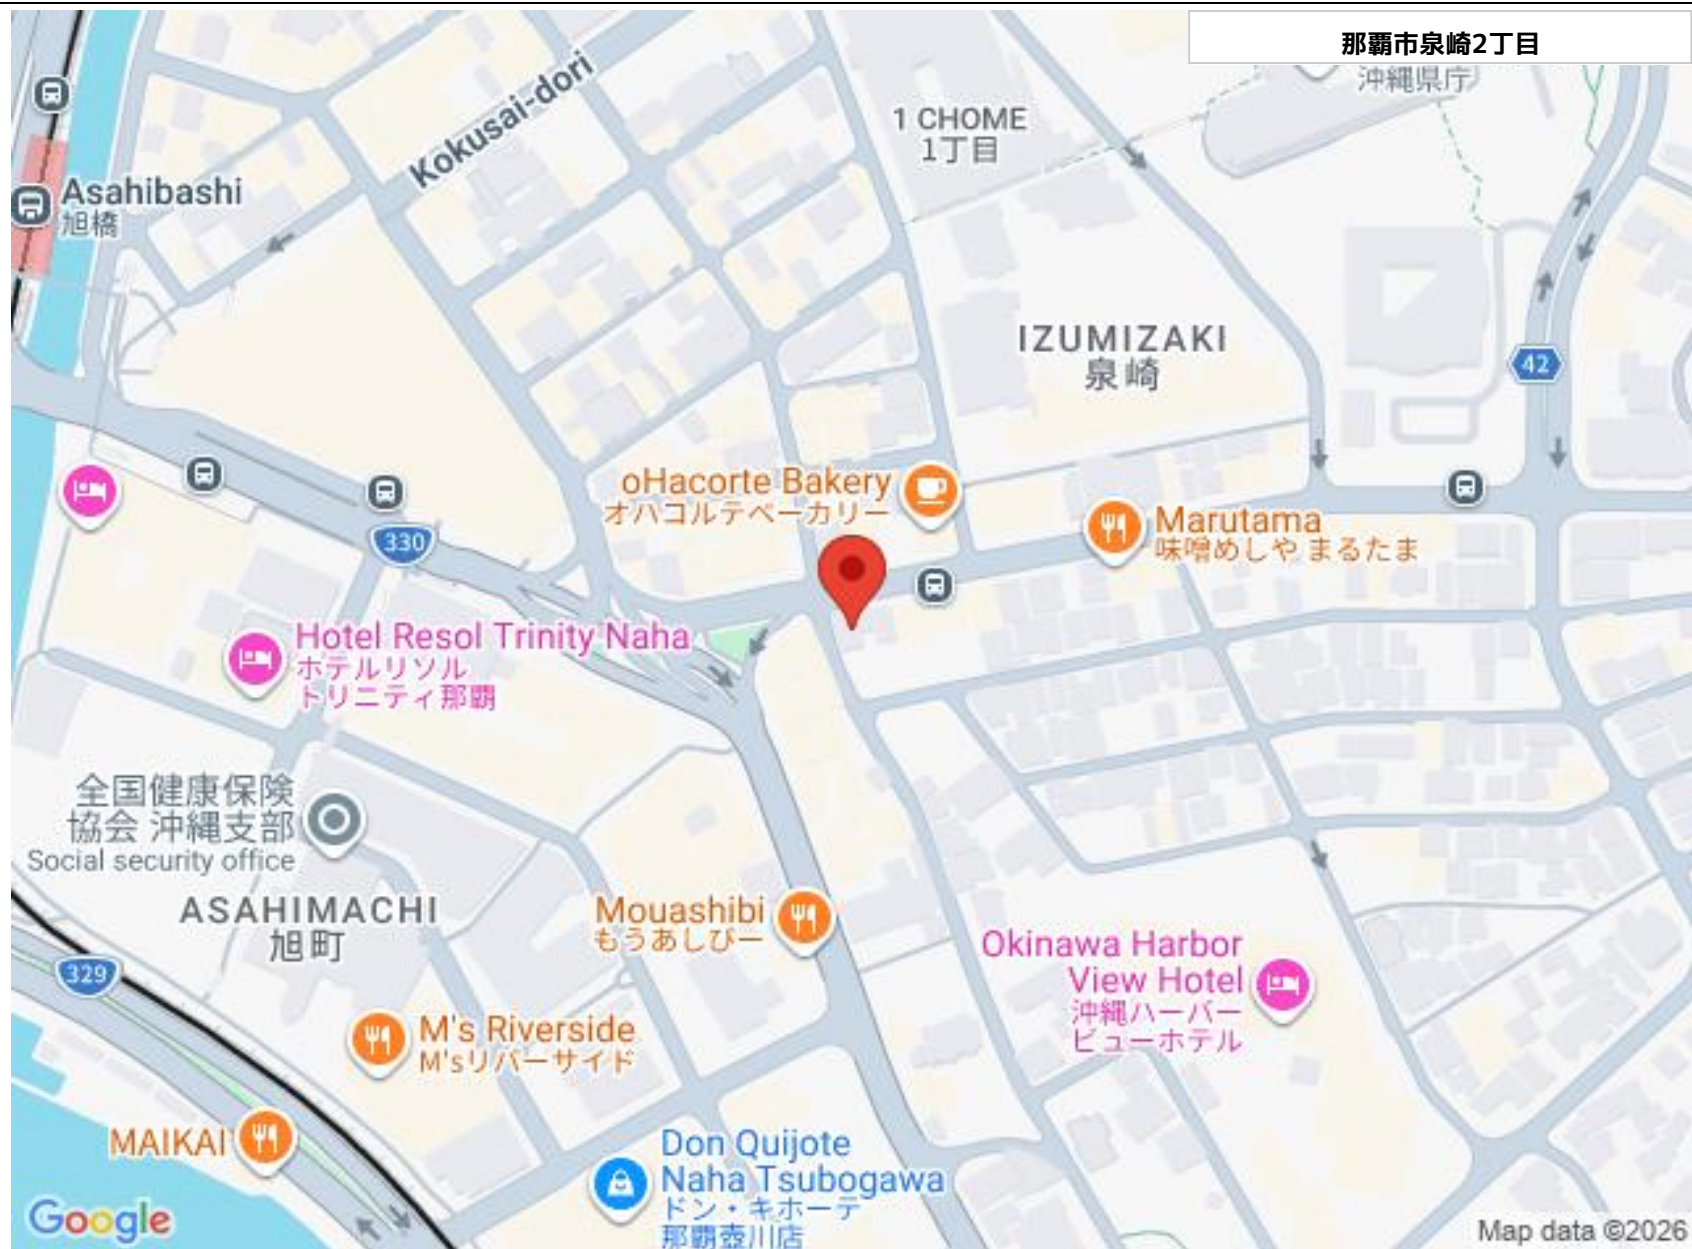 那覇市泉崎2丁目
沖縄県庁
Kokusai-dori
1 CHOME
1丁目
Asahibashi
旭橋
IZUMIZAKI
泉崎
42
oHacorte Bakery
オハコルテベーカリー
Marutama
味噌めしや まるたま
330
Hotel Resol Trinity Naha
ホテルリソル
トリニティ那覇
全国健康保険
協会 沖縄支部
Social security office
ASAHIMACHI
旭町
Mouashibi
もうあしびー
Okinawa Harbor
View Hotel
沖縄ハーバー
ビューホテル
329
M's Riverside
M'sリバーサイド
MAIKAI
Don Quijote
Naha Tsubogawa
ドン・キホーテ
那覇壺川店
Google
Map data ©2026